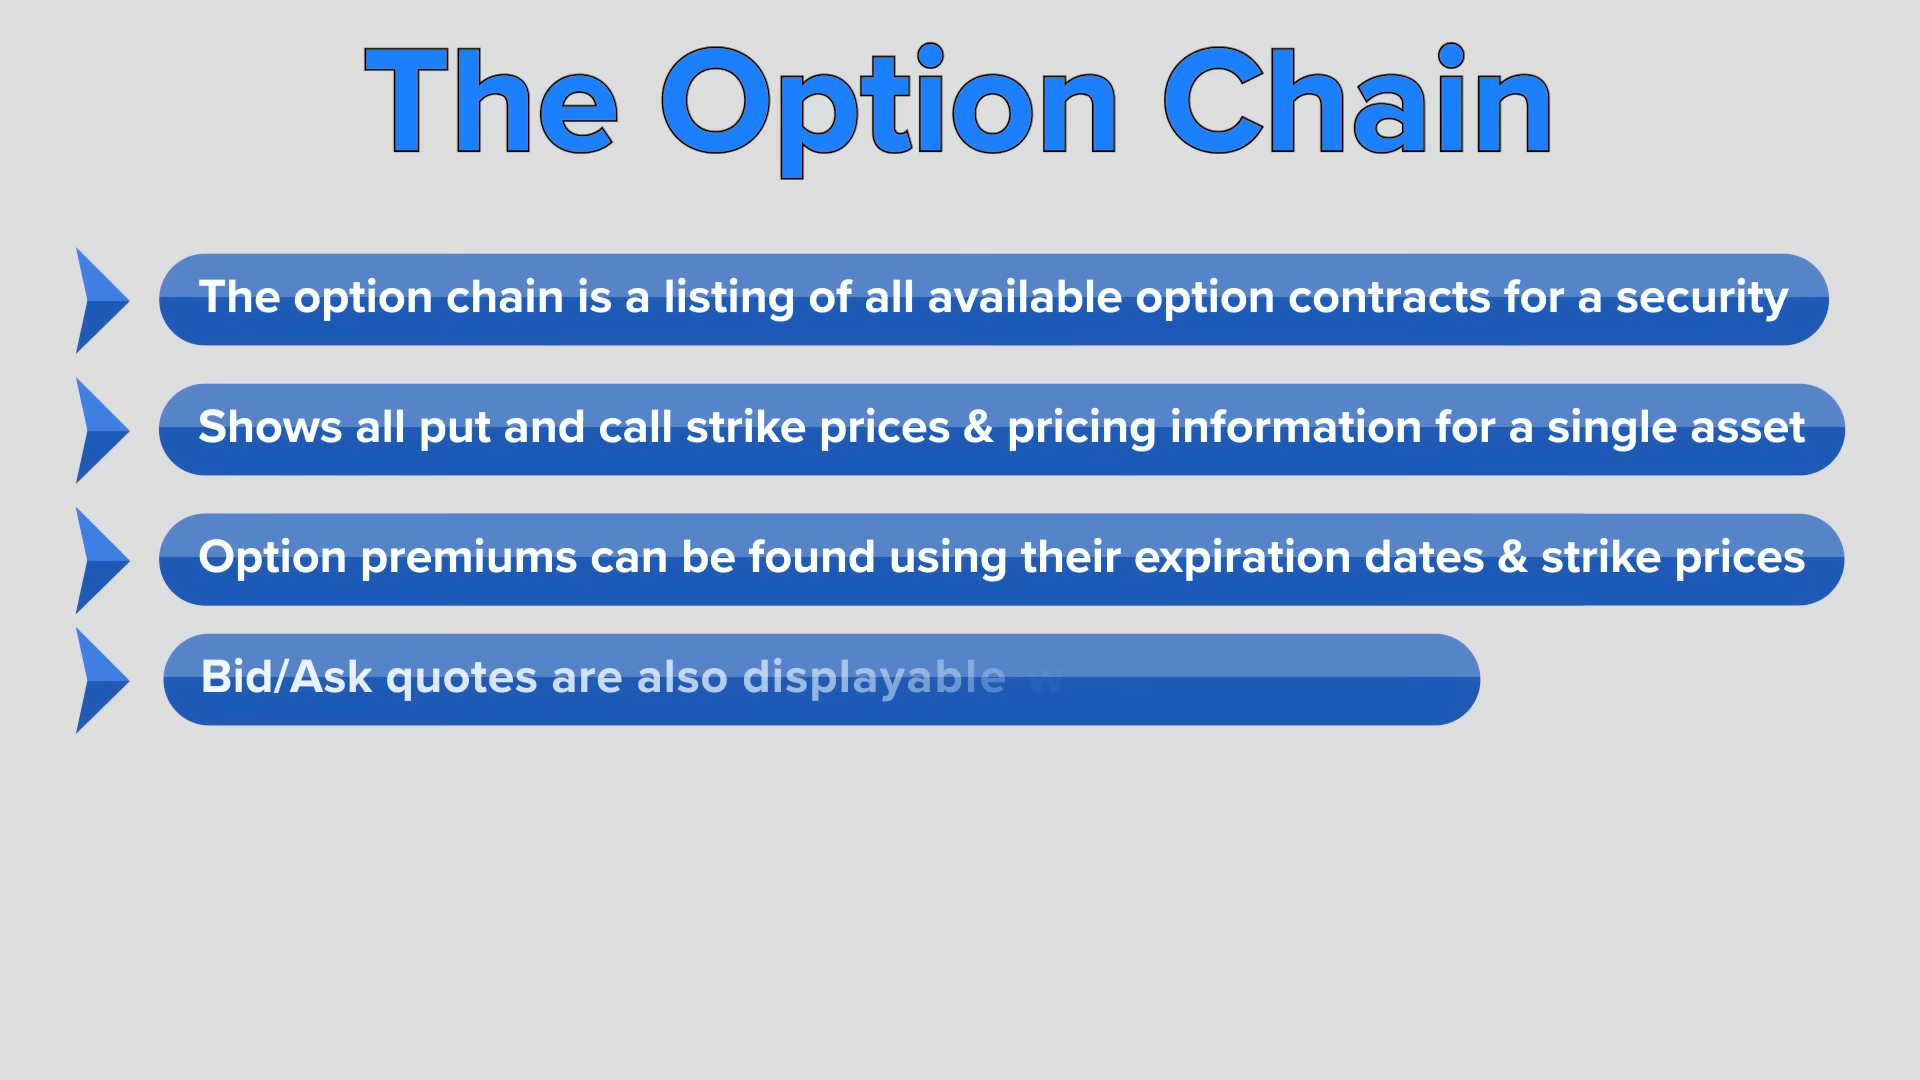 The Option Chain
The option chain is a listing of all available option contracts for a security
Shows all put and call strike prices & pricing information for a single asset
Option premiums can be found using their expiration dates & strike prices
Bid/Ask quotes are also displayable